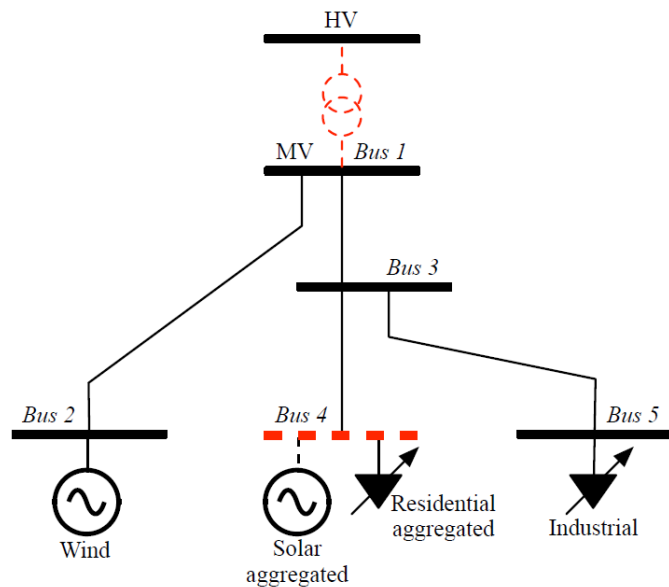 HV
MV
Bus 1
Bus 3
Bus 2
Bus 4
Bus 5
Wind
Solar
aggregated
Residential
aggregated
Industrial